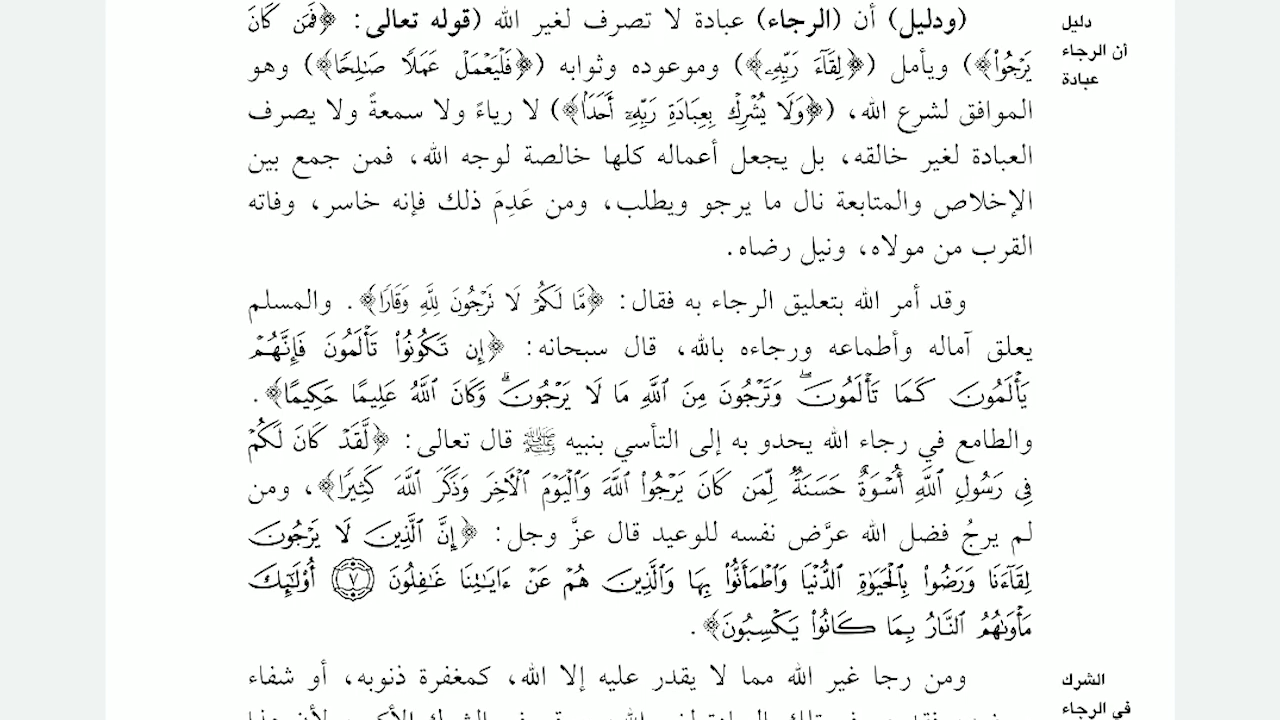 (ودليل) أن (الرجاء) عبادة لا تصرف لغير الله (قوله تعالى: ﴿فَمَن كَانَ
يَرْجُوا۟﴾) ويأمل (﴿لِقَآءَ رَبِّهِۦ﴾) وموعوده وثوابه (﴿فَلْيَعْمَلْ عَمَلًا صَٰلِحًا﴾) وهو
الموافق لشرع الله، (﴿وَلَا يُشْرِكْ بِعِبَادَةِ رَبِّهِۦٓ أَحَدًۢا﴾) لا رياءً ولا سمعةً ولا يصرف
العبادة لغير خالقه، بل يجعل أعماله كلها خالصة لوجه الله، فمن جمع بين
الإخلاص والمتابعة نال ما يرجو ويطلب، ومن عَدِمَ ذلك فإنه خاسر، وفاته
القرب من مولاه، ونيل رضاه.
وقد أمر الله بتعليق الرجاء به فقال: ﴿مَّا لَكُمْ لَا تَرْجُونَ لِلَّهِ وَقَارًا﴾. والمسلم
يعلق آماله وأطماعه ورجاءه بالله، قال سبحانه: ﴿إِن تَكُونُوا۟ تَأْلَمُونَ فَإِنَّهُمْ
يَأْلَمُونَ كَمَا تَأْلَمُونَ ۖ وَتَرْجُونَ مِنَ ٱللَّهِ مَا لَا يَرْجُونَ ۗ وَكَانَ ٱللَّهُ عَلِيمًا حَكِيمًا﴾.
والطامع في رجاء الله يحدو به إلى التأسي بنبيه ﷺ قال تعالى: ﴿لَّقَدْ كَانَ لَكُمْ
فِى رَسُولِ ٱللَّهِ أُسْوَةٌ حَسَنَةٌ لِّمَن كَانَ يَرْجُوا۟ ٱللَّهَ وَٱلْيَوْمَ ٱلْءَاخِرَ وَذَكَرَ ٱللَّهَ كَثِيرًا﴾، ومن
لم يرجُ فضل الله عرَّض نفسه للوعيد قال عزَّ وجل: ﴿إِنَّ ٱلَّذِينَ لَا يَرْجُونَ
لِقَآءَنَا وَرَضُوا۟ بِٱلْحَيَوٰةِ ٱلدُّنْيَا وَٱطْمَأَنُّوا۟ بِهَا وَٱلَّذِينَ هُمْ عَنْ ءَايَٰتِنَا غَٰفِلُونَ ۝٧ أُو۟لَٰٓئِكَ
مَأْوَىٰهُمُ ٱلنَّارُ بِمَا كَانُوا۟ يَكْسِبُونَ﴾.
ومن رجا غير الله مما لا يقدر عليه إلا الله، كمغفرة ذنوبه، أو شفاء
دليل
أن الرجاء
عبادة
الشرك
في الرجاء